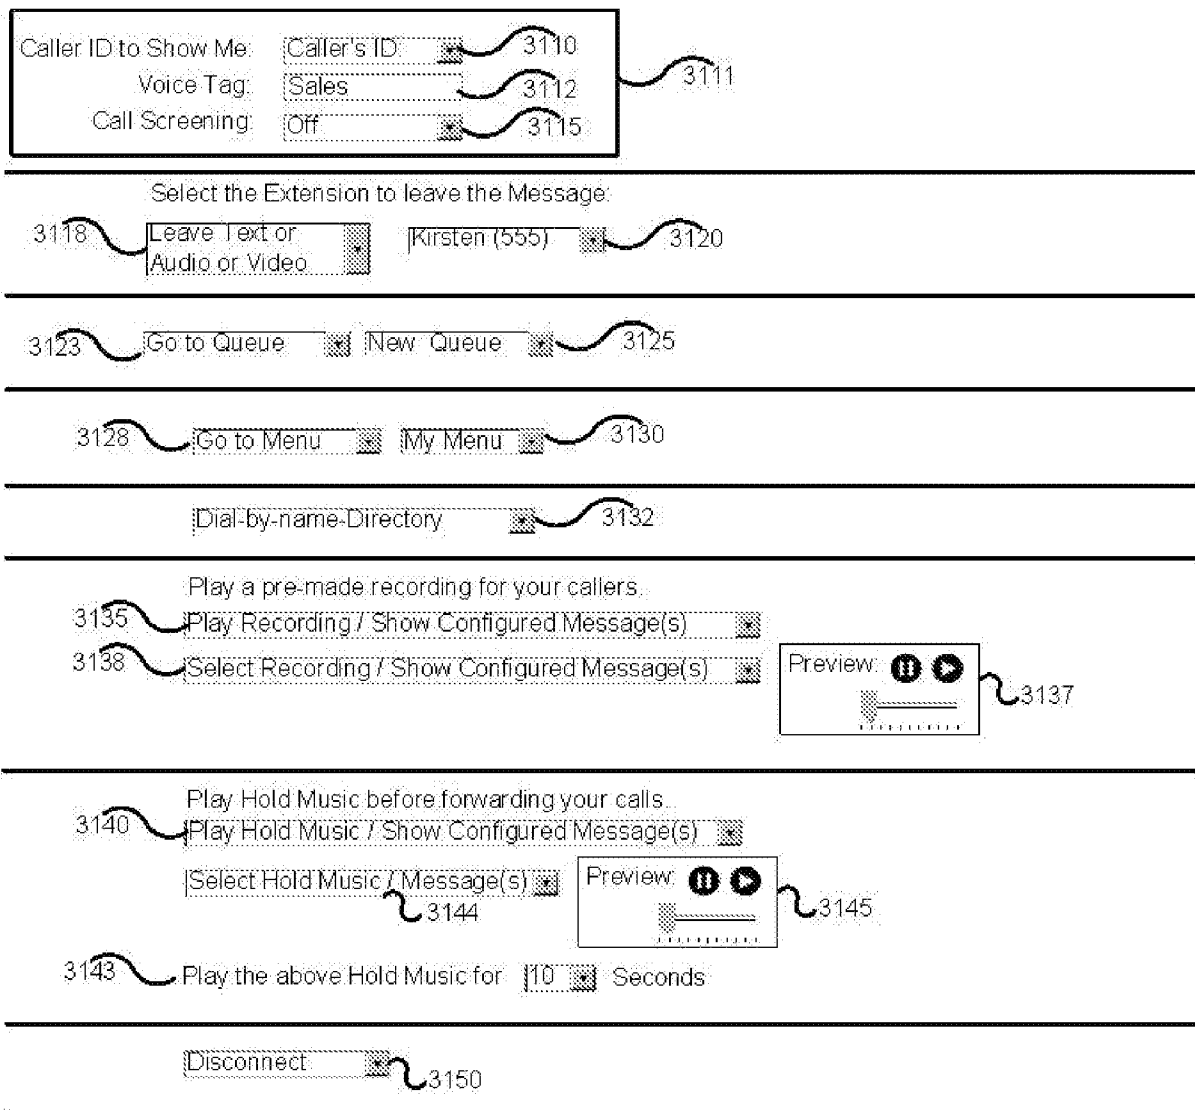 Caller ID to Show Me: Caller's ID 3110
3111
Voice Tag: Sales 3112
Call Screening: Off 3115
Select the Extension to leave the Message:
3118 Leave Text or Kirsten (555) 3120
Audio or Video
3123 Go to Queue New Queue 3125
3128 Go to Menu My Menu 3130
Dial-by-name-Directory 3132
Play a pre-made recording for your callers.
3135 Play Recording / Show Configured Message(s)
3138 Select Recording / Show Configured Message(s) Preview:
3137
Play Hold Music before forwarding your calls...
3140 Play Hold Music / Show Configured Message(s)
Select Hold Music / Message(s) Preview:
3144 3145
3143 Play the above Hold Music for 10 Seconds
Disconnect 3150